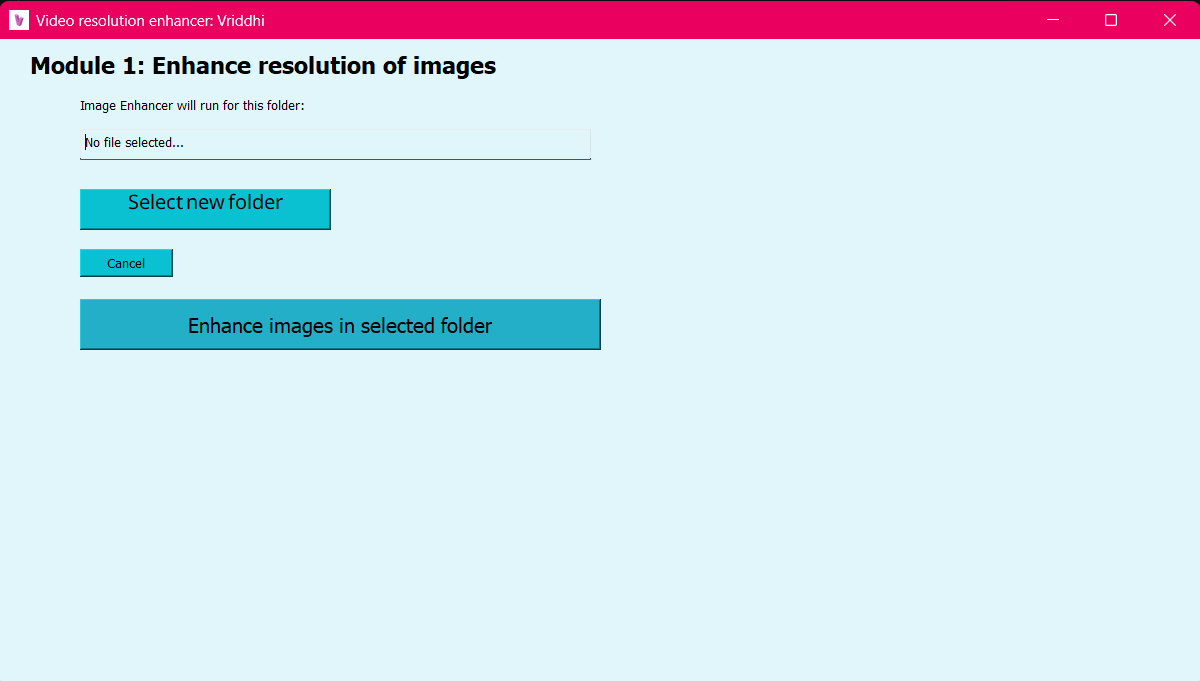 Video resolution enhancer: Vriddhi
Module 1: Enhance resolution of images
Image Enhancer will run for this folder:
No file selected...
Select new folder
Cancel
Enhance images in selected folder